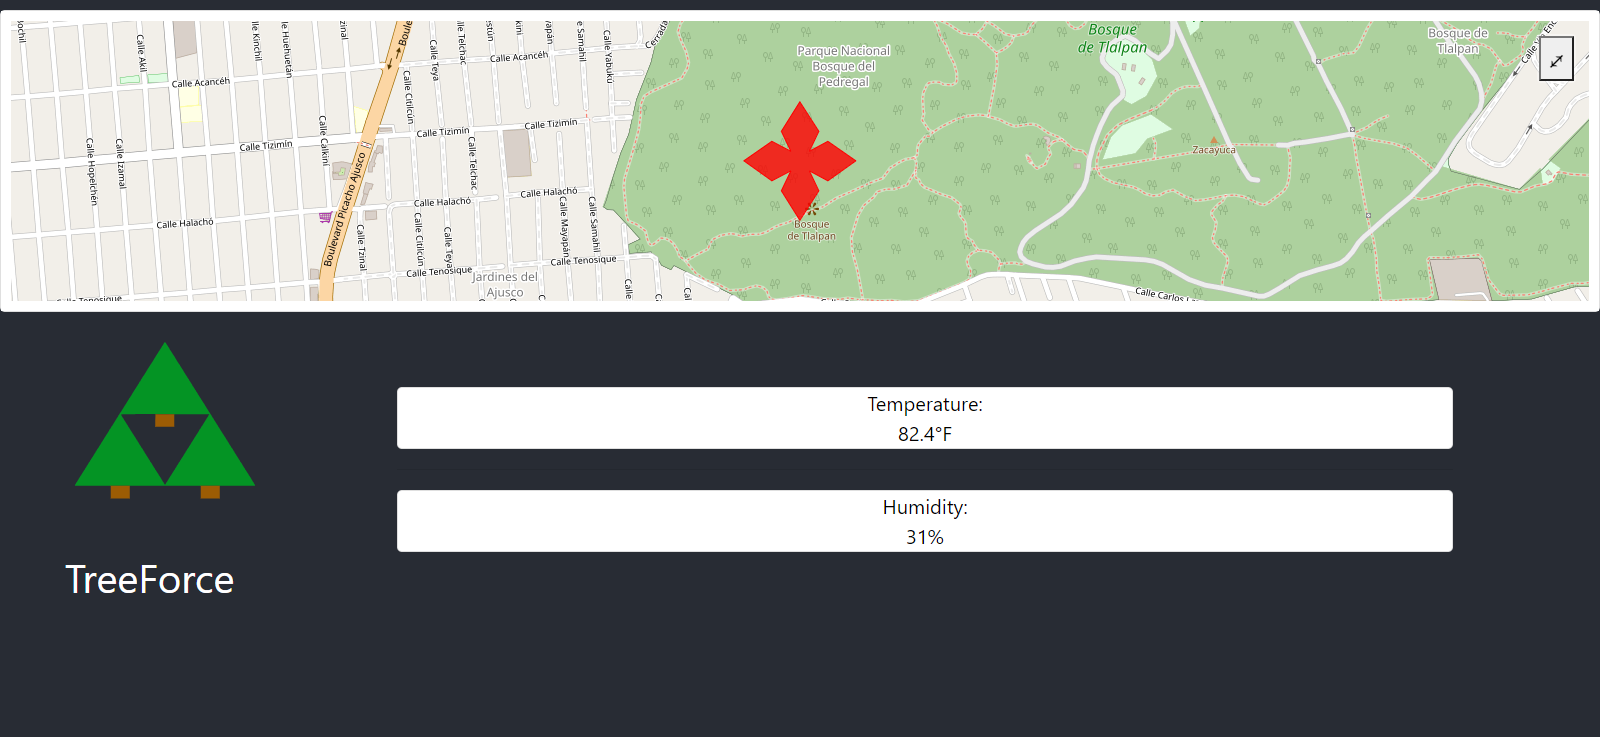 Calle Akil
Calle Acancéh
Calle Tizimin
Calle Hopelchén
Calle Izamal
Calle Halachó
Calle Calkini
Boulevard Picacho Ajusco
Calle Tzinal
Calle Teya
Calle Telchac
Calle Citilcún
Calle Acancéh
Calle Yabukú
Calle Tizimín
Calle Tizimín
Calle Telchac
Calle Halachó
Calle Halachó
Calle Citilcún
Calle Teya
Calle Mayapán
Calle Samahil
Calle Tenosique
Calle Tenosique
Jardines del
Ajusco
Cerrada
Parque Nacional
Bosque del
Pedregal
Bosque
de Tlalpan
Bosque
de Tlalpan
Zacayuca
Bosque de
Tlalpan
Temperature:
82.4°F
Humidity:
31%
TreeForce